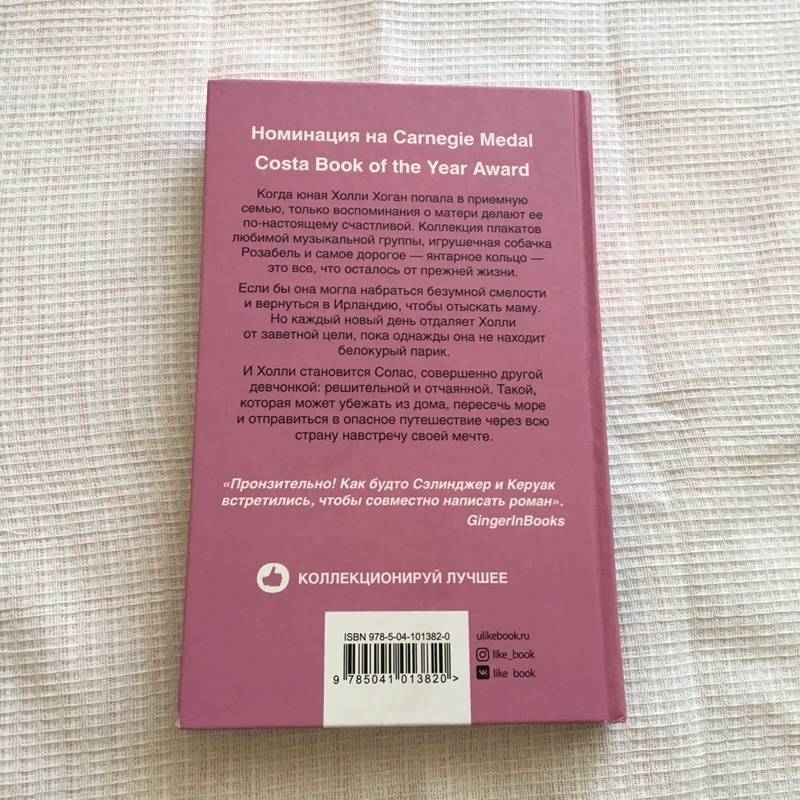 Номинация на Carnegie Medal
Costa Book of the Year Award
Когда юная Холли Хоган попала в приемную
семью, только воспоминания о матери делают ее
по-настоящему счастливой. Коллекция плакатов
любимой музыкальной группы, игрушечная собачка
Розабель и самое дорогое — янтарное кольцо —
это все, что осталось от прежней жизни.
Если бы она могла набраться безумной смелости
и вернуться в Ирландию, чтобы отыскать маму.
Но каждый новый день отдаляет Холли
от заветной цели, пока однажды она не находит
белокурый парик.
И Холли становится Солас, совершенно другой
девчонкой: решительной и отчаянной. Такой,
которая может убежать из дома, пересечь море
и отправиться в опасное путешествие через всю
страну навстречу своей мечте.
«Пронзительно! Как будто Сэлинджер и Керуак
встретились, чтобы совместно написать роман».
GingerInBooks
КОЛЛЕКЦИОНИРУЙ ЛУЧШЕЕ
ISBN 978-5-04-101382-0
9 785041 013820 >
ulikebook.ru
like_book
like_book